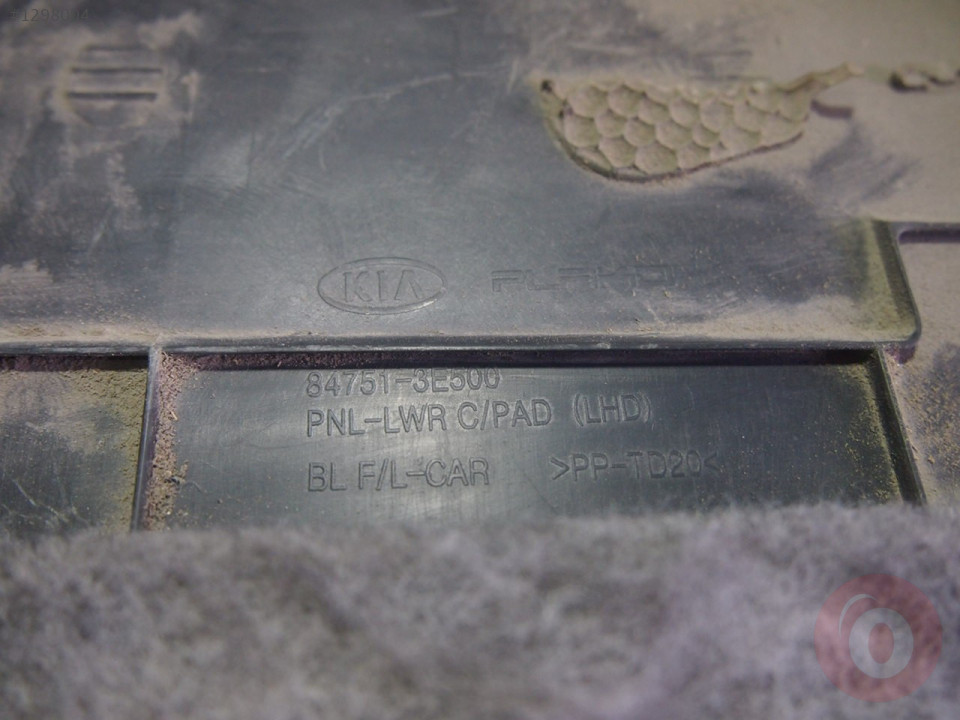 KIA
84751-3E500
PNL-LWR C/PAD (LHD)
BL F/L-CAR >PP-TD20<